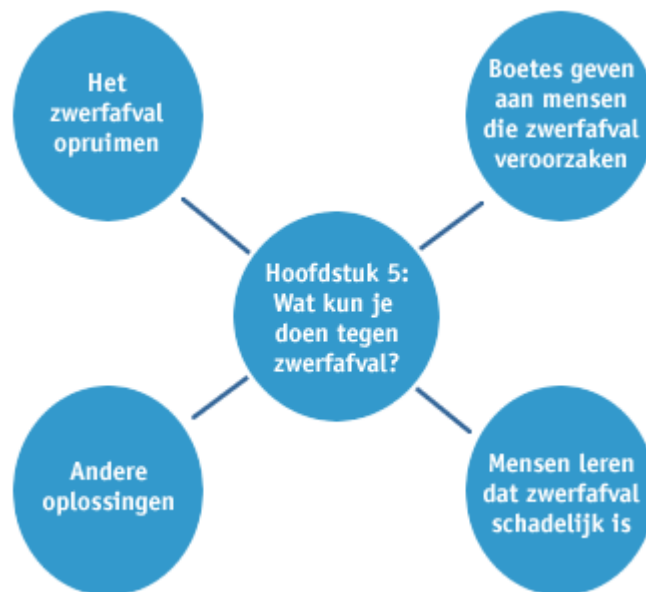 Het
zwerfafval
opruimen
Boetes geven
aan mensen
die zwerfafval
veroorzaken
Hoofdstuk 5:
Wat kun je
doen tegen
zwerfafval?
Andere
oplossingen
Mensen leren
dat zwerfafval
schadelijk is